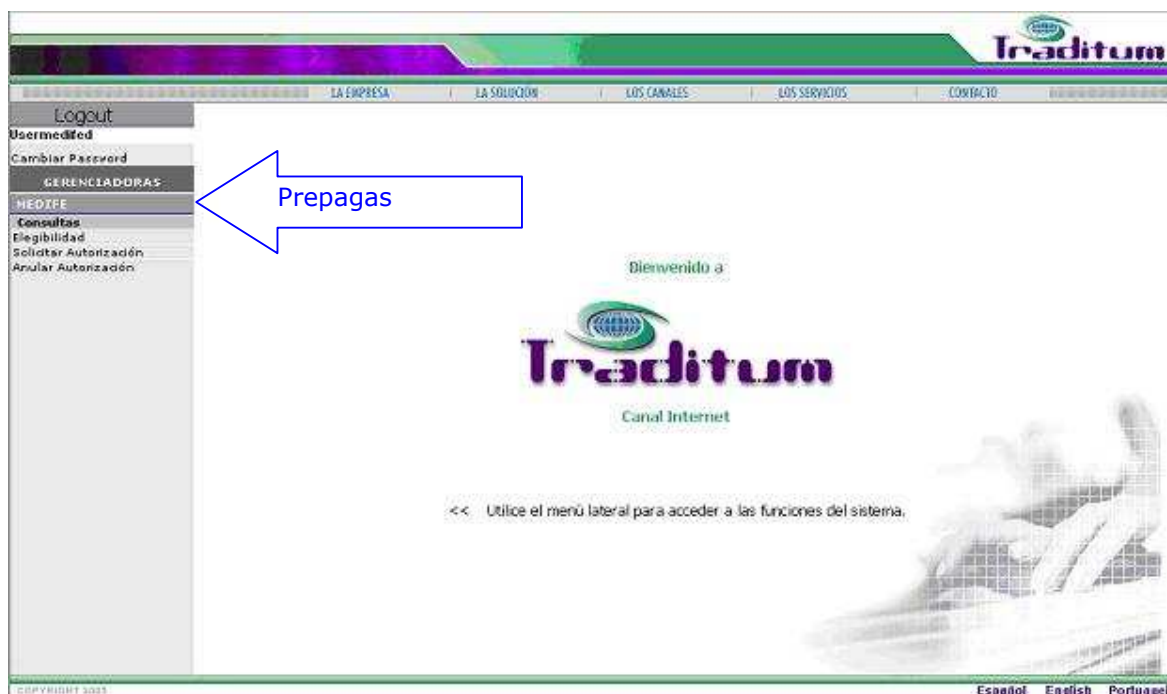 Traditum
LA EMPRESA
LA SOLUCIÓN
LOS CANALES
LOS SERVICIOS
CONTACTO
Logout
Usermedifed
Cambiar Password
GERENCIADORAS
MEDIFE
Consultas
Elegibilidad
Solicitar Autorización
Anular Autorización
Prepagas
Bienvenido a
Traditum
Canal Internet
<< Utilice el menú lateral para acceder a las funciones del sistema.
COPYRIGHT 2005
Español English Portugues